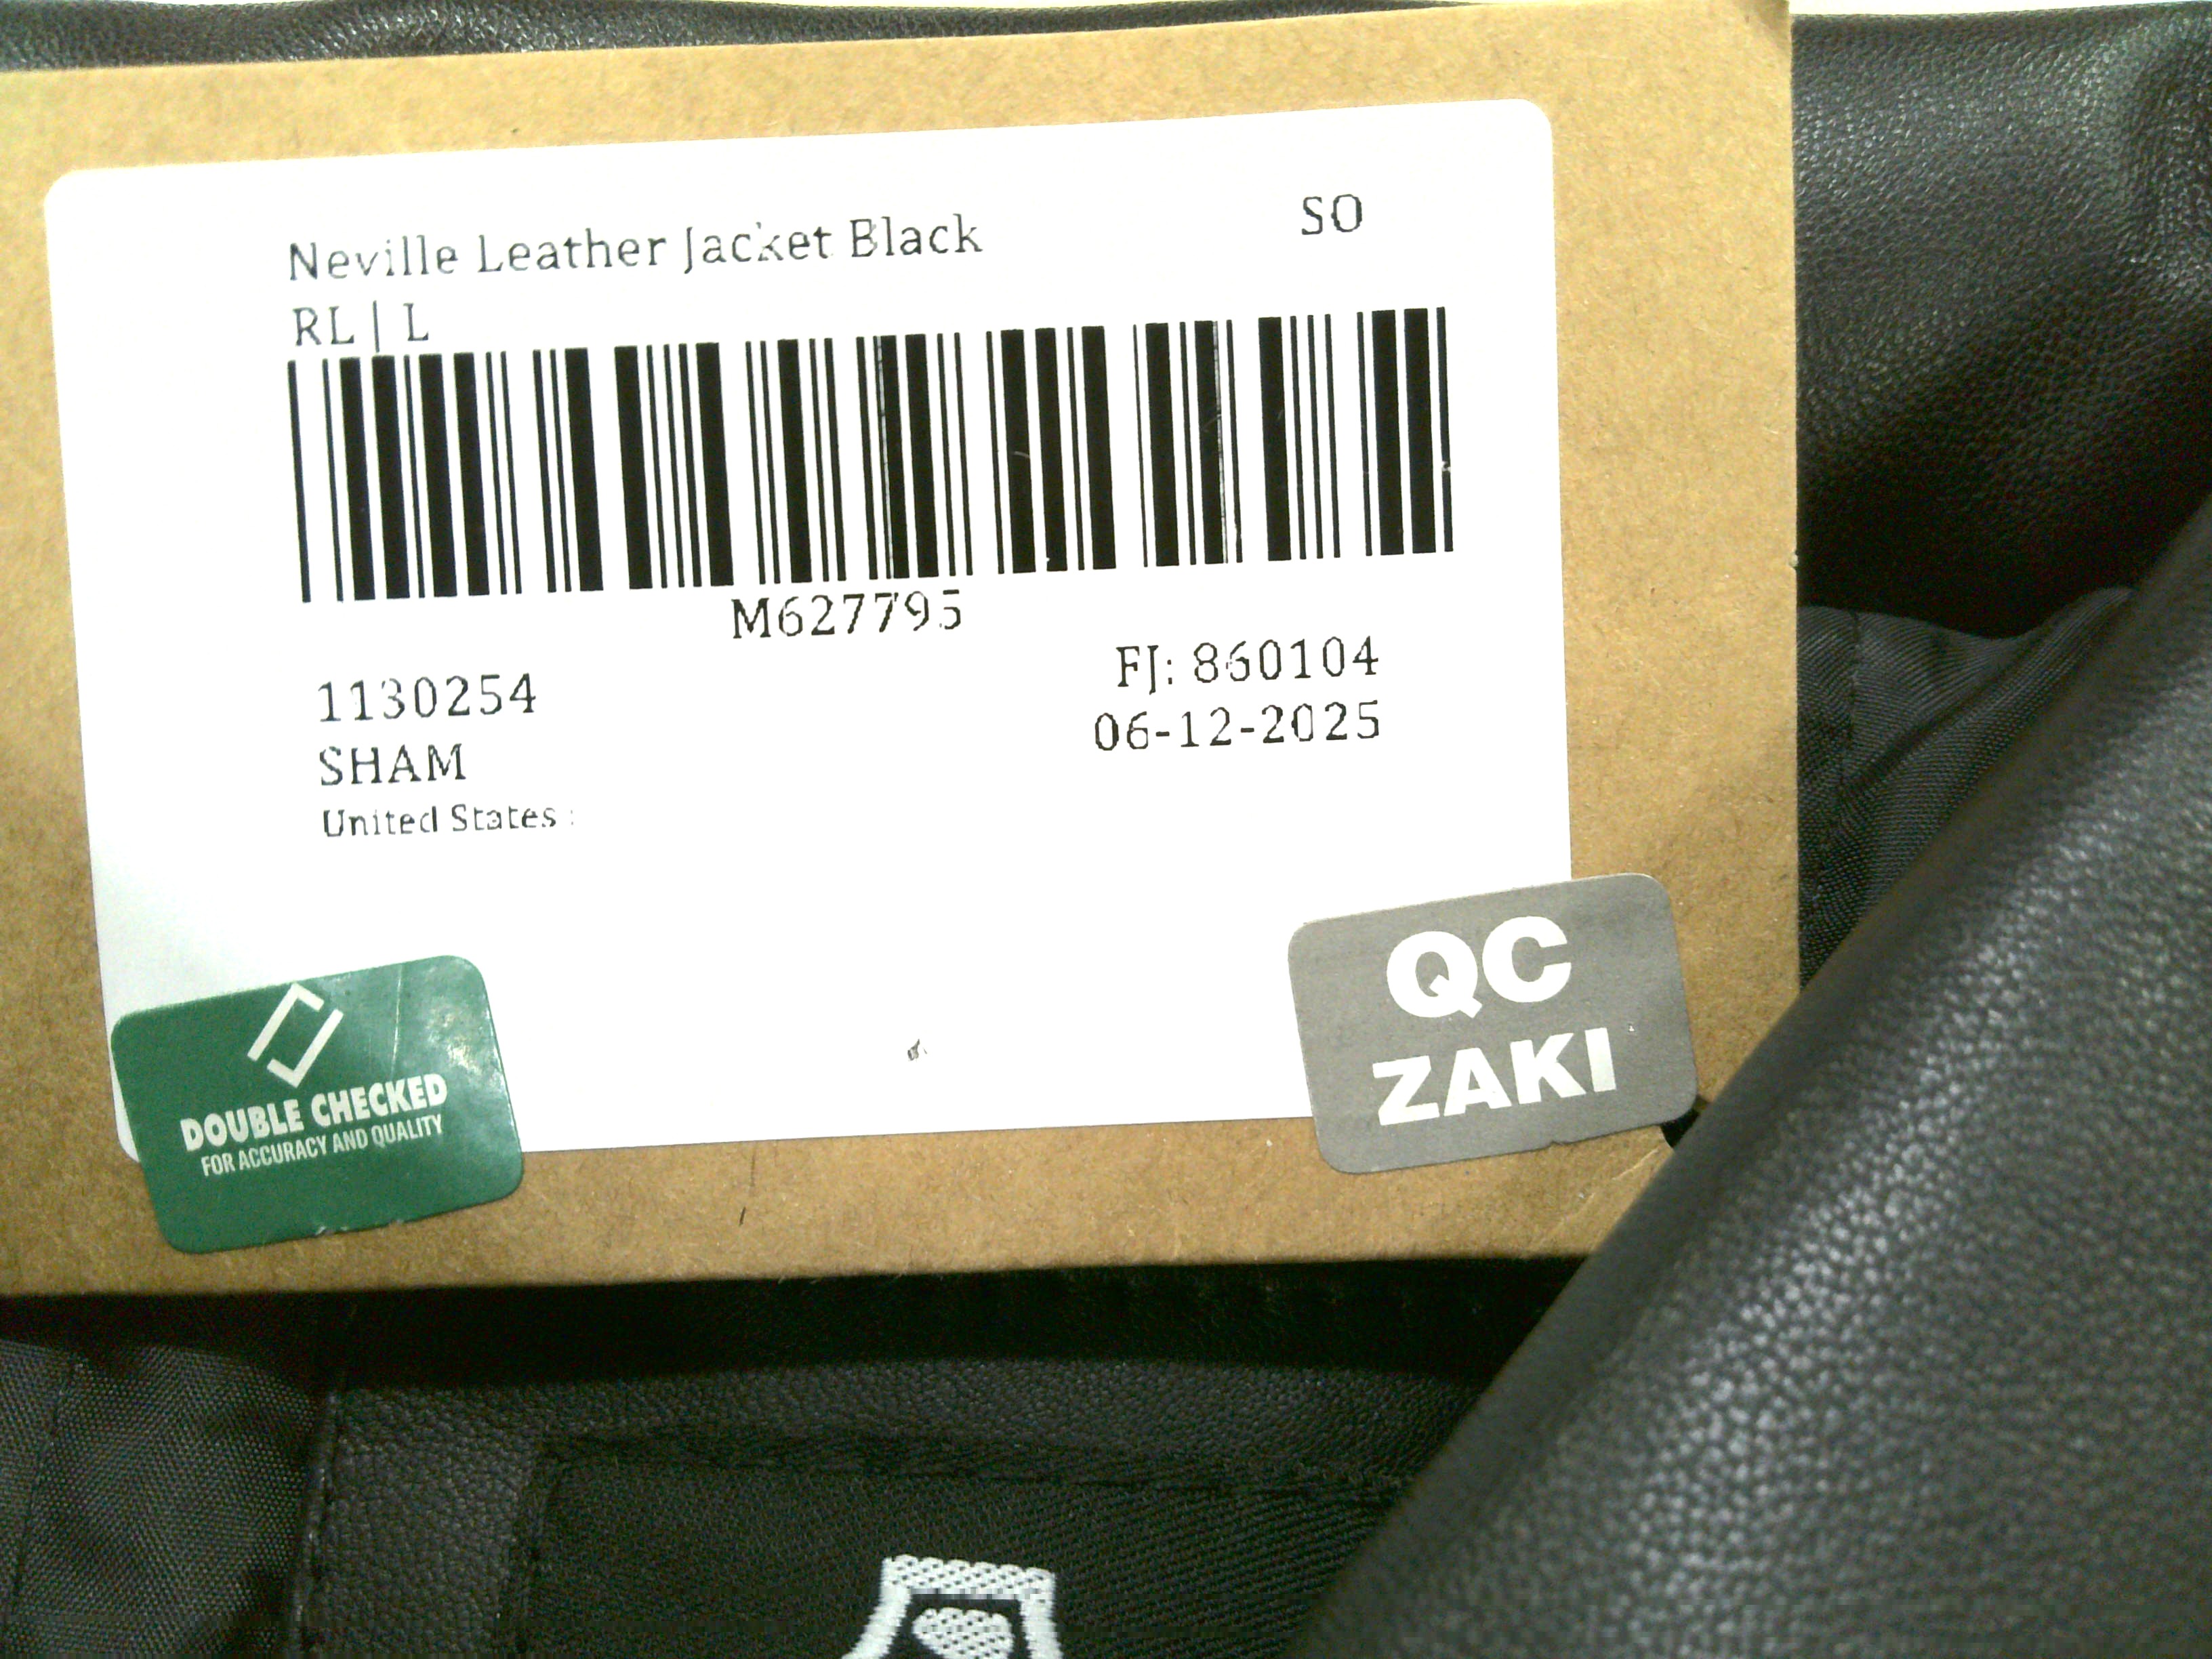 Neville Leather Jacket Black
SO
RL | L
M627795
1130254
FJ: 860104
SHAM
06-12-2025
United States :
DOUBLE CHECKED
FOR ACCURACY AND QUALITY
QC
ZAKI